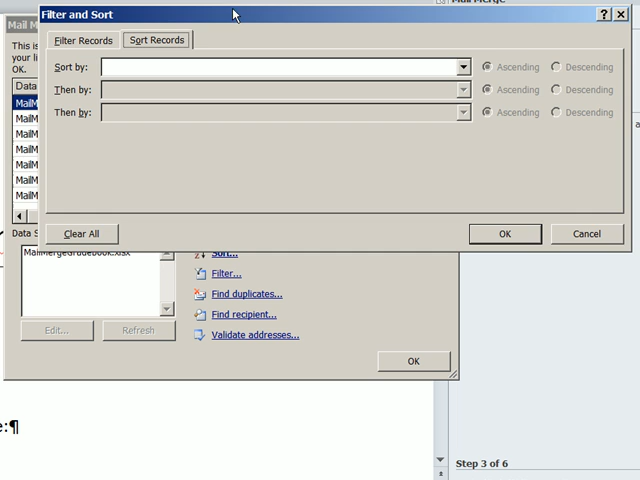 Mail Merge
Filter and Sort
Mail M
Filter Records Sort Records
This is
your li
OK.
Sort by: Ascending Descending
Then by: Ascending Descending
Then by: Ascending Descending
Data
MailM
MailM
MailM
MailM
MailM
MailM
MailM
a
Clear All OK Cancel
Data S
MailMergeGradebook.xlsx
Sort...
Filter...
Find duplicates...
Find recipient...
Validate addresses...
Edit... Refresh
OK
e:¶
Step 3 of 6